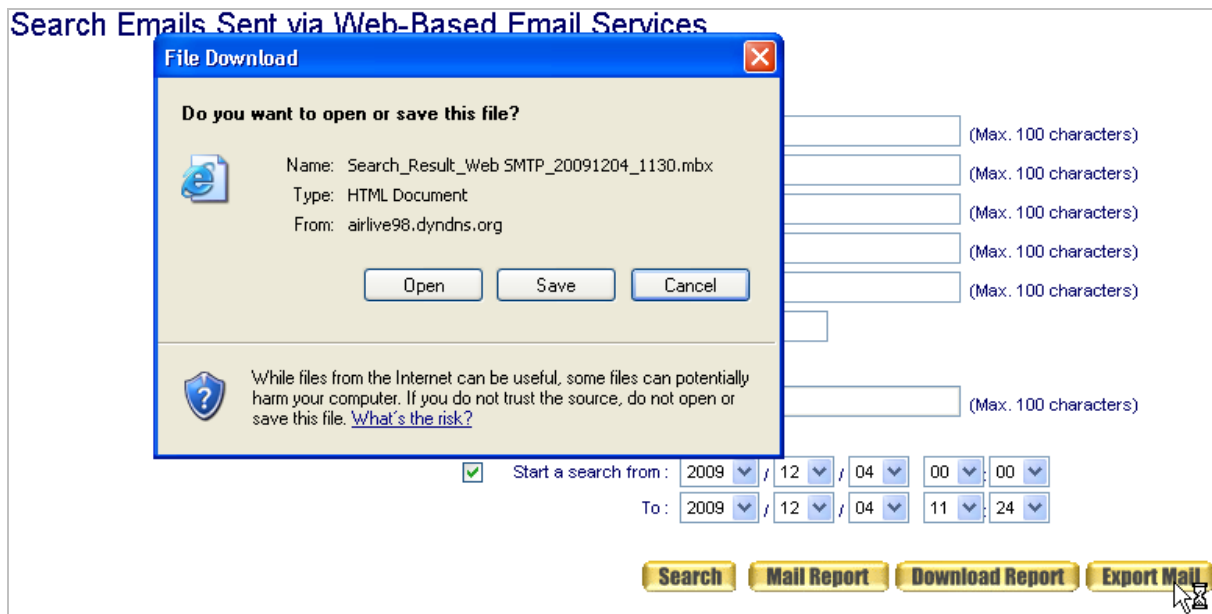 Search Emails Sent via Web-Based Email Services
File Download
Do you want to open or save this file?
Name: Search_Result_Web SMTP_20091204_1130.mbx
Type: HTML Document
From: airlive98.dyndns.org
Open Save Cancel
While files from the Internet can be useful, some files can potentially
harm your computer. If you do not trust the source, do not open or
save this file. What's the risk?
(Max. 100 characters)
(Max. 100 characters)
(Max. 100 characters)
(Max. 100 characters)
(Max. 100 characters)
(Max. 100 characters)
Start a search from : 2009 / 12 / 04 00 : 00
To : 2009 / 12 / 04 11 : 24
Search Mail Report Download Report Export Mail